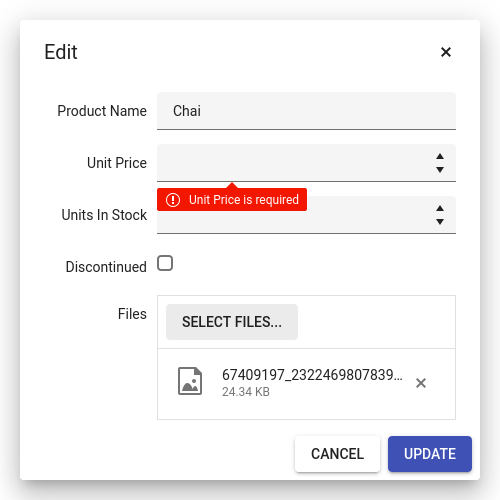 Edit
Product Name
Chai
Unit Price
Unit Price is required
Units In Stock
Discontinued
Files
SELECT FILES...
67409197_2322469807839...
24.34 KB
CANCEL
UPDATE